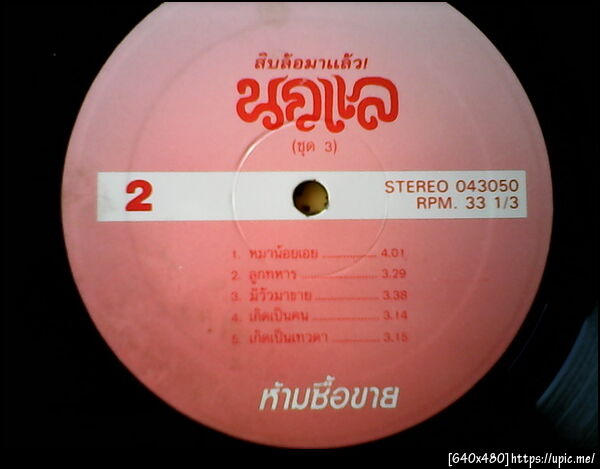 สิบล้อมาแล้ว!
นกแล
(ชุด 3)
2
STEREO 043050
RPM. 33 1/3
1. หมาน้อยเอย ................ 4.01
2. ลูกทหาร ...................... 3.29
3. มีวัวมาขาย ................... 3.38
4. เกิดเป็นคน ................... 3.14
5. เกิดเป็นเทวดา .............. 3.15
ห้ามซื้อขาย
[640x480]https://upic.me/